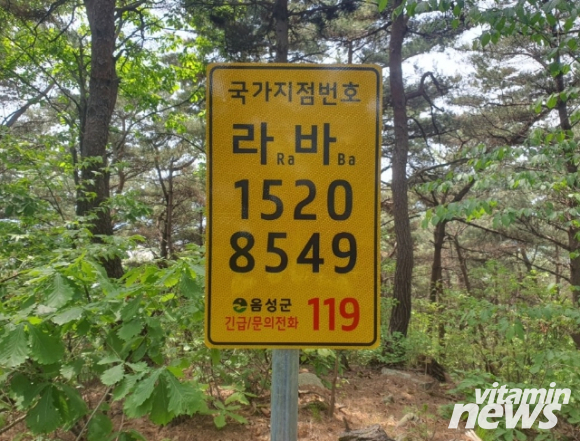 국가지점번호
라Ra바Ba
1520
8549
음성군
긴급/문의전화 119
vitamin
news